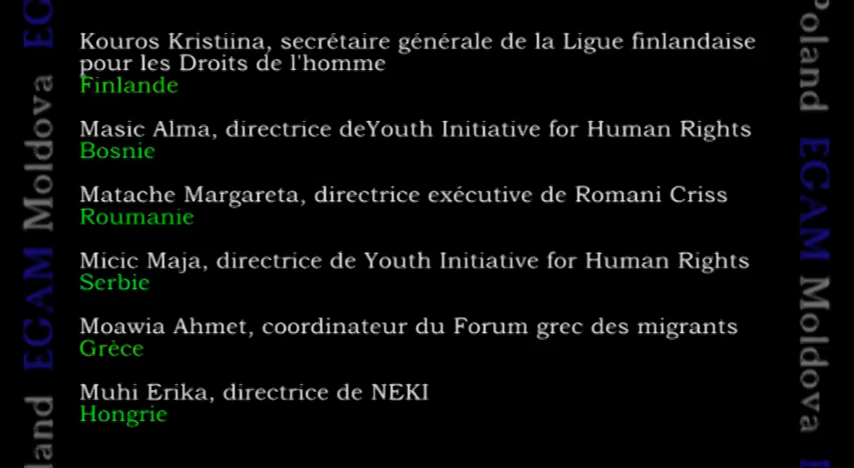 Kouros Kristiina, secrétaire générale de la Ligue finlandaise
pour les Droits de l'homme
Finlande
Masic Alma, directrice deYouth Initiative for Human Rights
Bosnie
Matache Margareta, directrice exécutive de Romani Criss
Roumanie
Micic Maja, directrice de Youth Initiative for Human Rights
Serbie
Moawia Ahmet, coordinateur du Forum grec des migrants
Grèce
Muhi Erika, directrice de NEKI
Hongrie
land EGAM Moldova EG
Poland EGAM Moldova